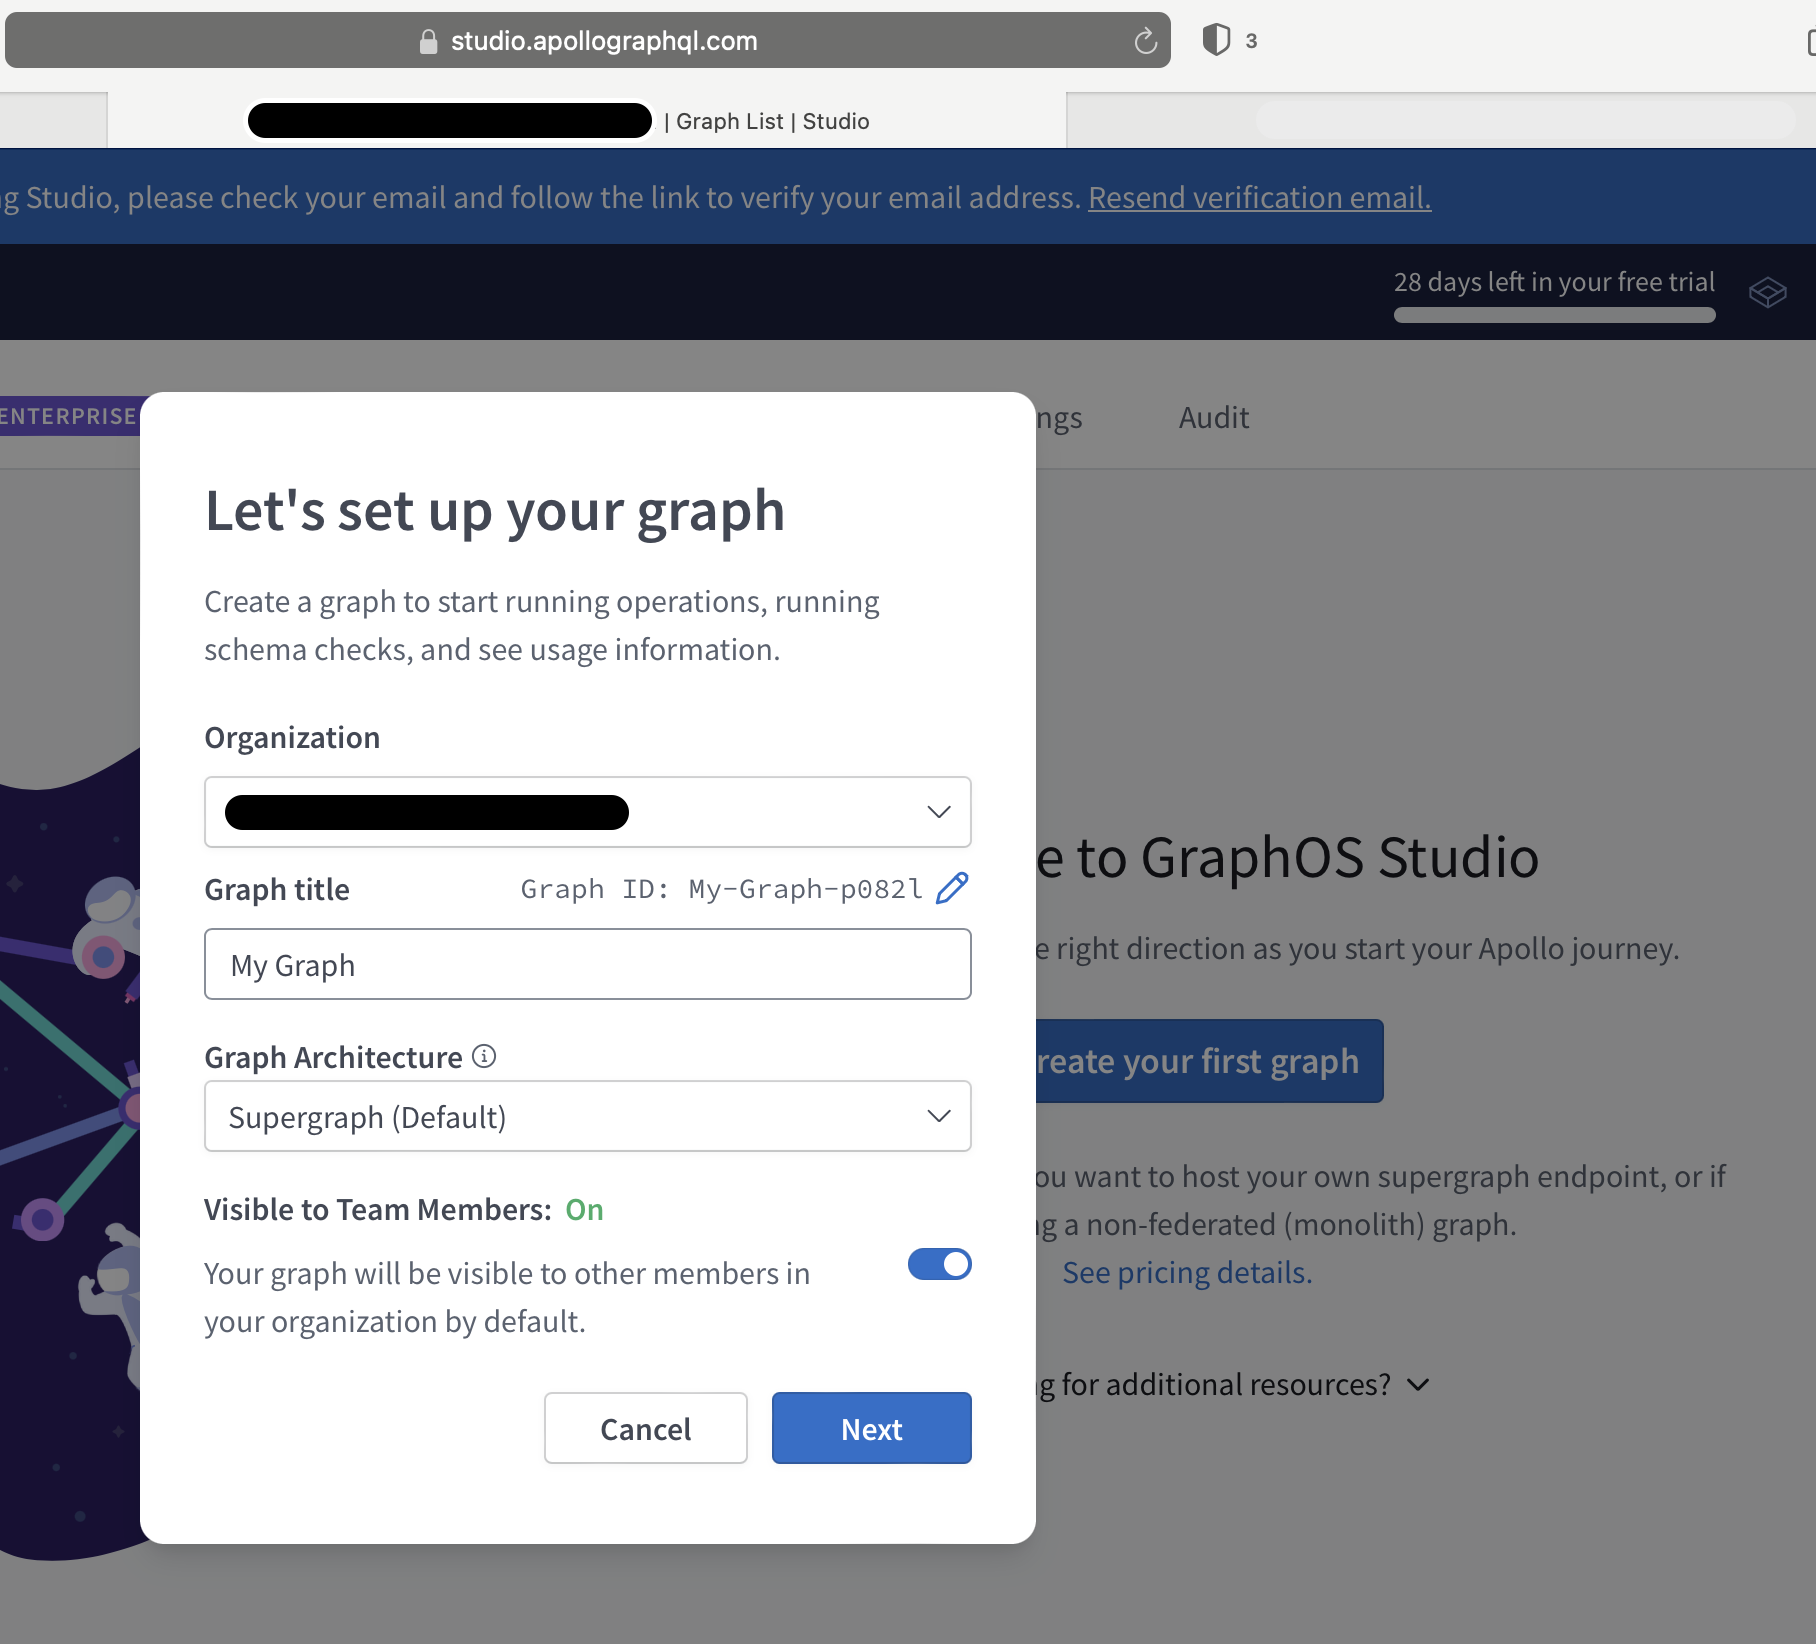 studio.apollographql.com
3
| Graph List | Studio
g Studio, please check your email and follow the link to verify your email address. Resend verification email.
28 days left in your free trial
ENTERPRISE
ngs
Audit
Let's set up your graph
Create a graph to start running operations, running
schema checks, and see usage information.
Organization
Graph title
Graph ID: My-Graph-p082l
My Graph
Graph Architecture
Supergraph (Default)
Visible to Team Members: On
Your graph will be visible to other members in
your organization by default.
Cancel
Next
e to GraphOS Studio
e right direction as you start your Apollo journey.
reate your first graph
ou want to host your own supergraph endpoint, or if
g a non-federated (monolith) graph.
See pricing details.
g for additional resources?